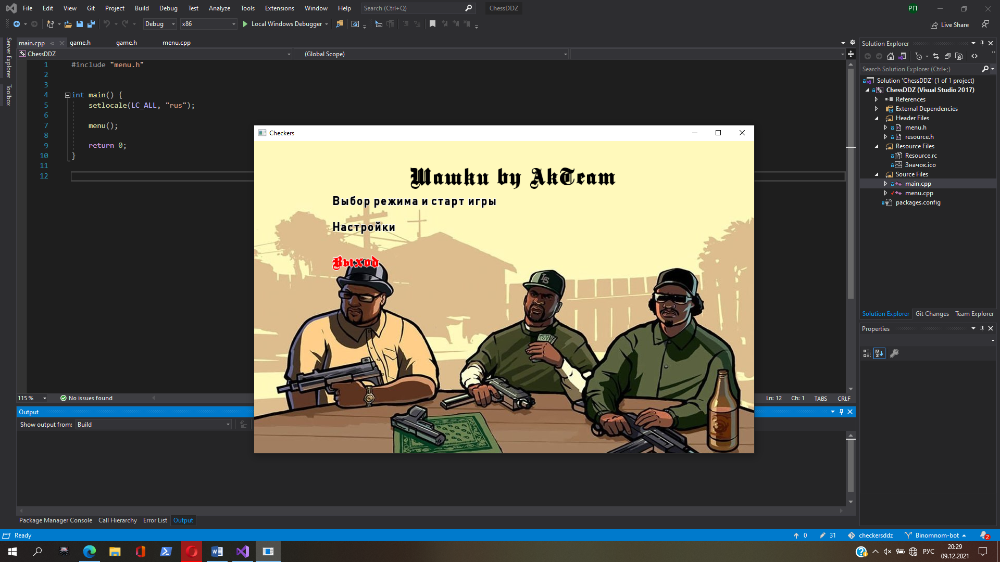 File Edit View Git Project Build Debug Test Analyze Tools Extensions Window Help Search (Ctrl+Q) ChessDDZ РП
Debug x86 Local Windows Debugger Live Share
main.cpp game.h game.h menu.cpp
ChessDDZ (Global Scope)
Server Explorer
Toolbox
1 #include "menu.h"
2
3
4 int main() {
5 setlocale(LC_ALL, "rus");
6
7 menu();
8
9 return 0;
10 }
11
12
Checkers
Шашки by AkTeam
Выбор режима и старт игры
Настройки
Выход
LS
115 % No issues found Ln: 12 Ch: 1 TABS CRLF
Output
Show output from: Build
Package Manager Console Call Hierarchy Error List Output
Solution Explorer
Search Solution Explorer (Ctrl+;)
Solution 'ChessDDZ' (1 of 1 project)
ChessDDZ (Visual Studio 2017)
References
External Dependencies
Header Files
menu.h
resource.h
Resource Files
Resource.rc
Значок.ico
Source Files
main.cpp
menu.cpp
packages.config
Solution Explorer Git Changes Team Explorer
Properties
Ready 0 31 checkersddz Binomnom-bot 2
РУС 20:29
09.12.2021